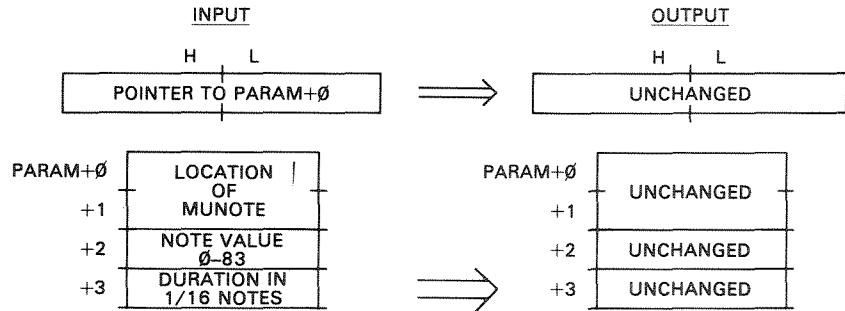 INPUT
OUTPUT
H L
H L
POINTER TO PARAM+Ø
UNCHANGED
PARAM+Ø
+1
LOCATION
OF
MUNOTE
+2
NOTE VALUE
Ø–83
+3
DURATION IN
1/16 NOTES
PARAM+Ø
+1
UNCHANGED
+2
UNCHANGED
+3
UNCHANGED